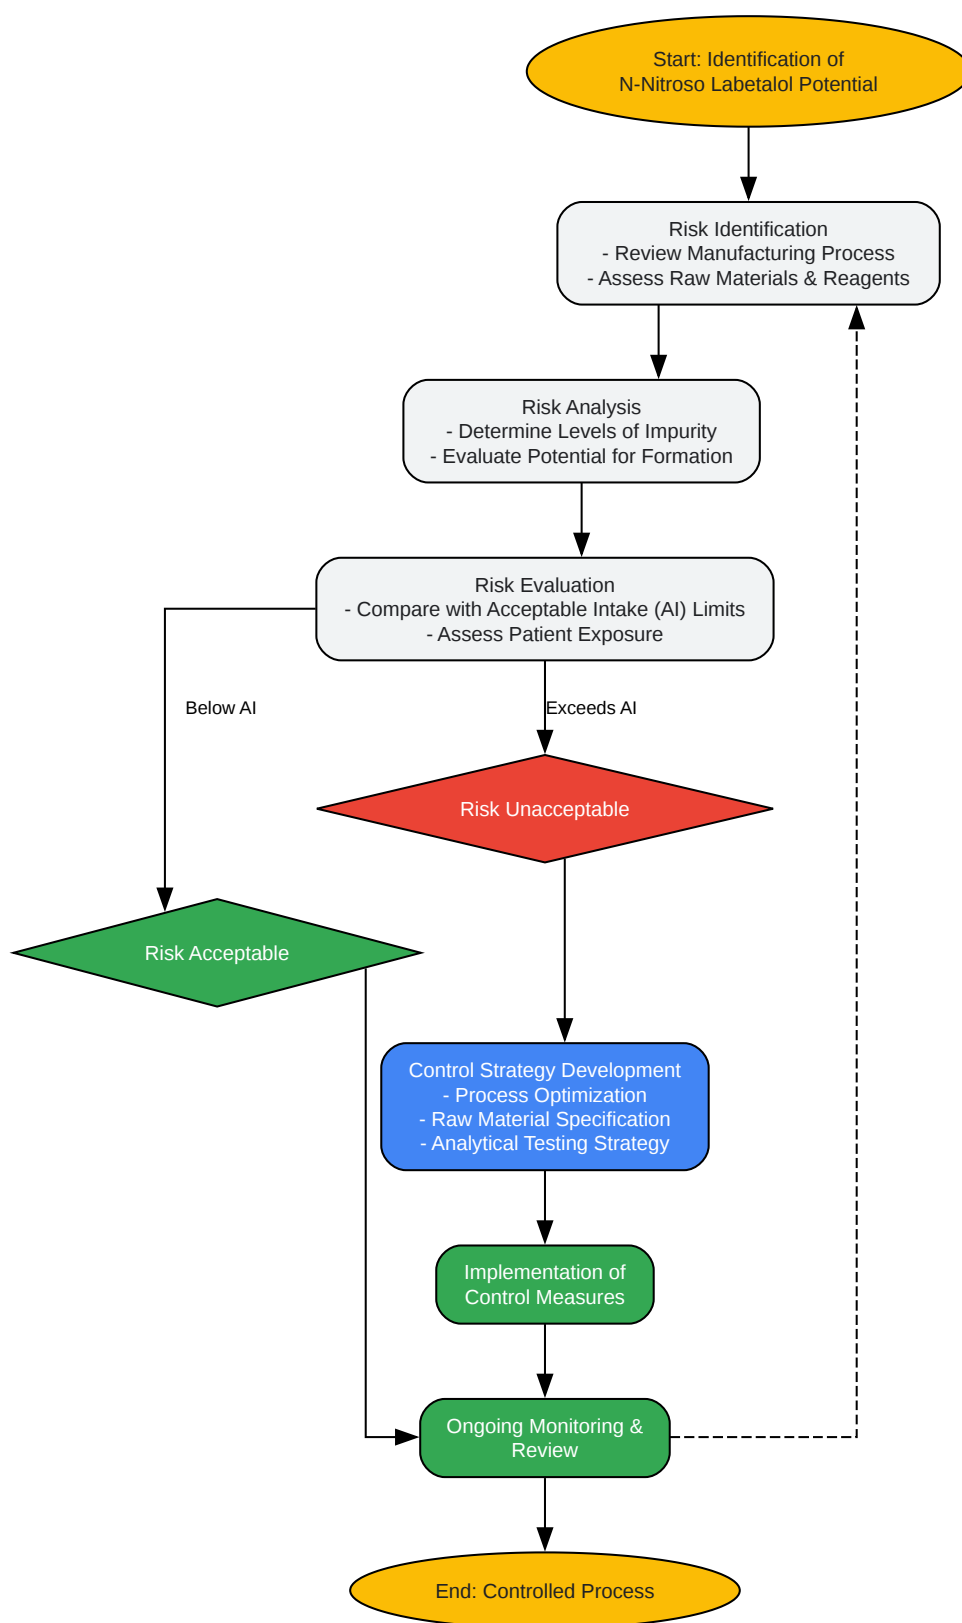 Start: Identification of
N-Nitroso Labetalol Potential
Risk Identification
- Review Manufacturing Process
- Assess Raw Materials & Reagents
Risk Analysis
- Determine Levels of Impurity
- Evaluate Potential for Formation
Risk Evaluation
- Compare with Acceptable Intake (AI) Limits
- Assess Patient Exposure
Below AI
Exceeds AI
Risk Unacceptable
Risk Acceptable
Control Strategy Development
- Process Optimization
- Raw Material Specification
- Analytical Testing Strategy
Implementation of
Control Measures
Ongoing Monitoring &
Review
End: Controlled Process